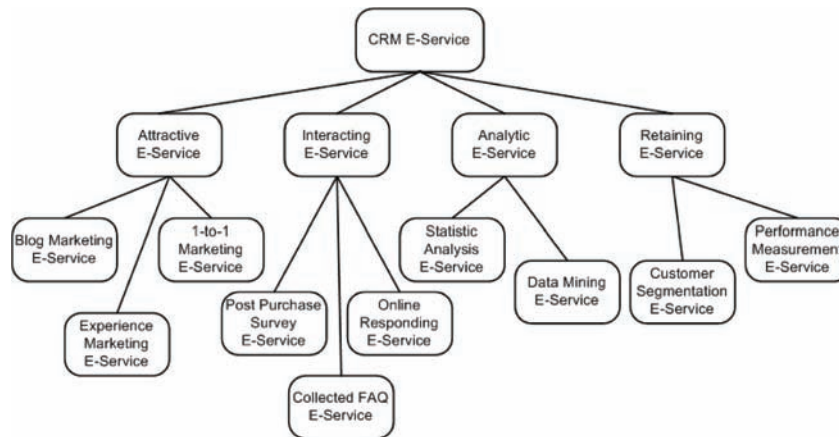 CRM E-Service
Attractive
E-Service
Interacting
E-Service
Analytic
E-Service
Retaining
E-Service
Blog Marketing
E-Service
1-to-1
Marketing
E-Service
Experience
Marketing
E-Service
Post Purchase
Survey
E-Service
Collected FAQ
E-Service
Online
Responding
E-Service
Statistic
Analysis
E-Service
Data Mining
E-Service
Customer
Segmentation
E-Service
Performance
Measurement
E-Service